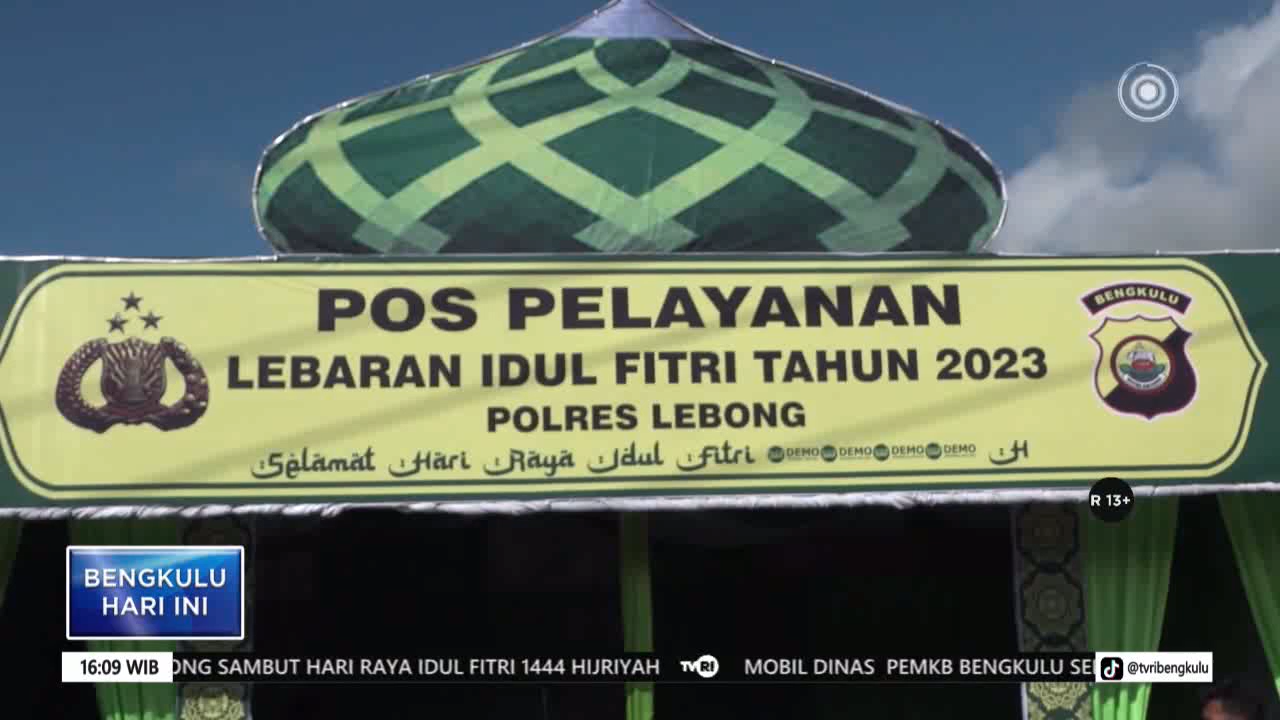 POS PELAYANAN
BENGKULU
LEBARAN IDUL FITRI TAHUN 2023
POLRES LEBONG
Selamat Hari Raya Idul Fitri DEMO DEMO DEMO DEMO H
R 13+
BENGKULU
HARI INI
16:09 WIB
ONG SAMBUT HARI RAYA IDUL FITRI 1444 HIJRIYAH TVRI MOBIL DINAS PEMKB BENGKULU SE
@tvribengkulu